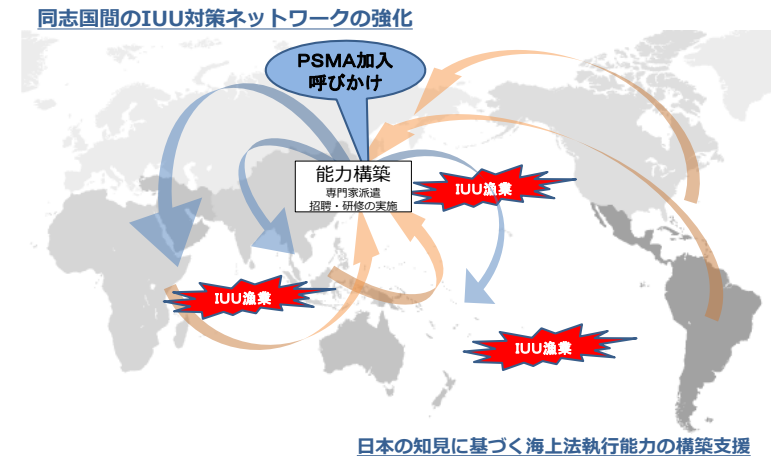 同志国間のIUU対策ネットワークの強化
PSMA加入
呼びかけ
能力構築
専門家派遣
招聘・研修の実施
IUU漁業
IUU漁業
IUU漁業
日本の知見に基づく海上法執行能力の構築支援